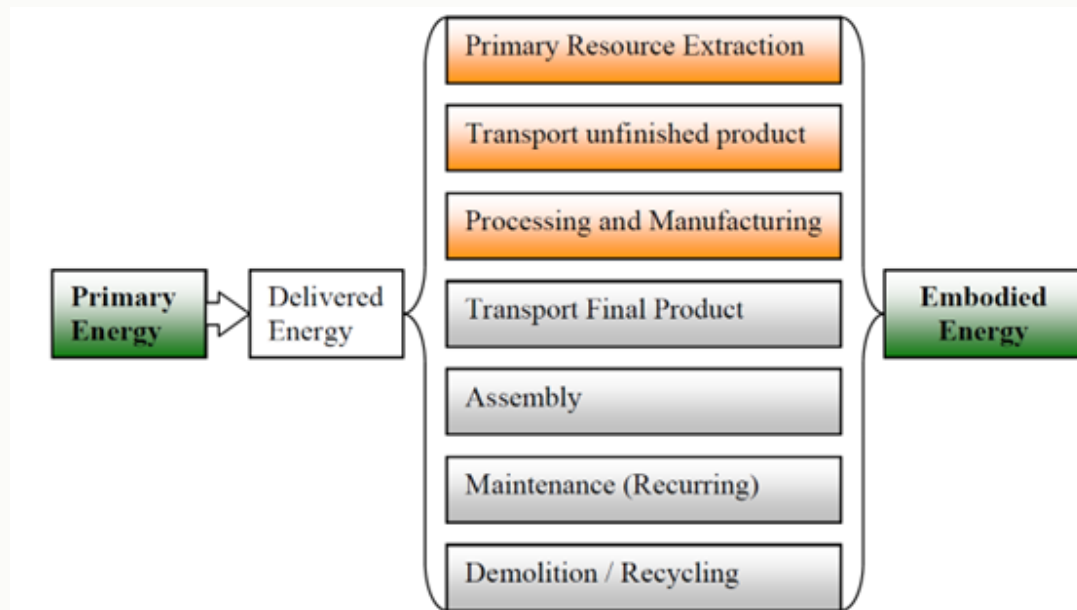 Primary Resource Extraction
Transport unfinished product
Processing and Manufacturing
Primary
Energy
Delivered
Energy
Transport Final Product
Embodied
Energy
Assembly
Maintenance (Recurring)
Demolition / Recycling